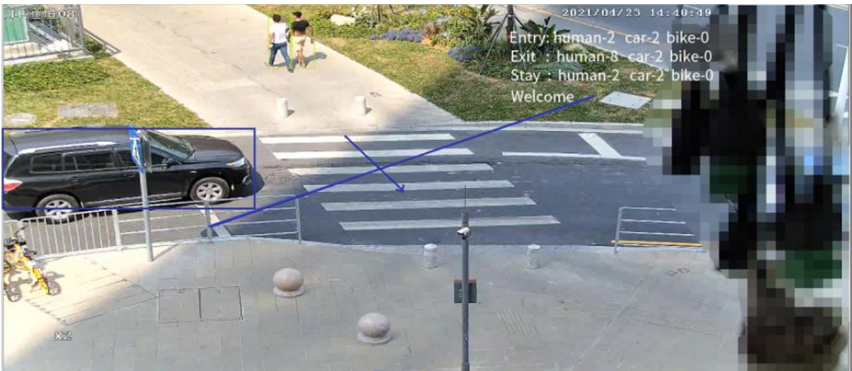 2021/04/25 14:40:49
Entry: human-2 car-2 bike-0
Exit : human-8 car-2 bike-0
Stay : human-2 car-2 bike-0
Welcome